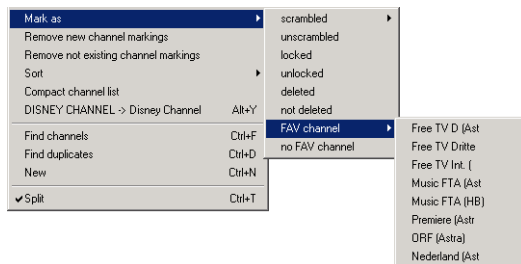 Mark as
Remove new channel markings
Remove not existing channel markings
Sort
Compact channel list
DISNEY CHANNEL -> Disney Channel Alt+Y
Find channels Ctrl+F
Find duplicates Ctrl+D
New Ctrl+N
Split Ctrl+T
scrambled
unscrambled
locked
unlocked
deleted
not deleted
FAV channel
no FAV channel
Free TV D (Ast
Free TV Dritte
Free TV Int. (
Music FTA (Ast
Music FTA (HB)
Premiere (Astr
ORF (Astra)
Nederland (Ast